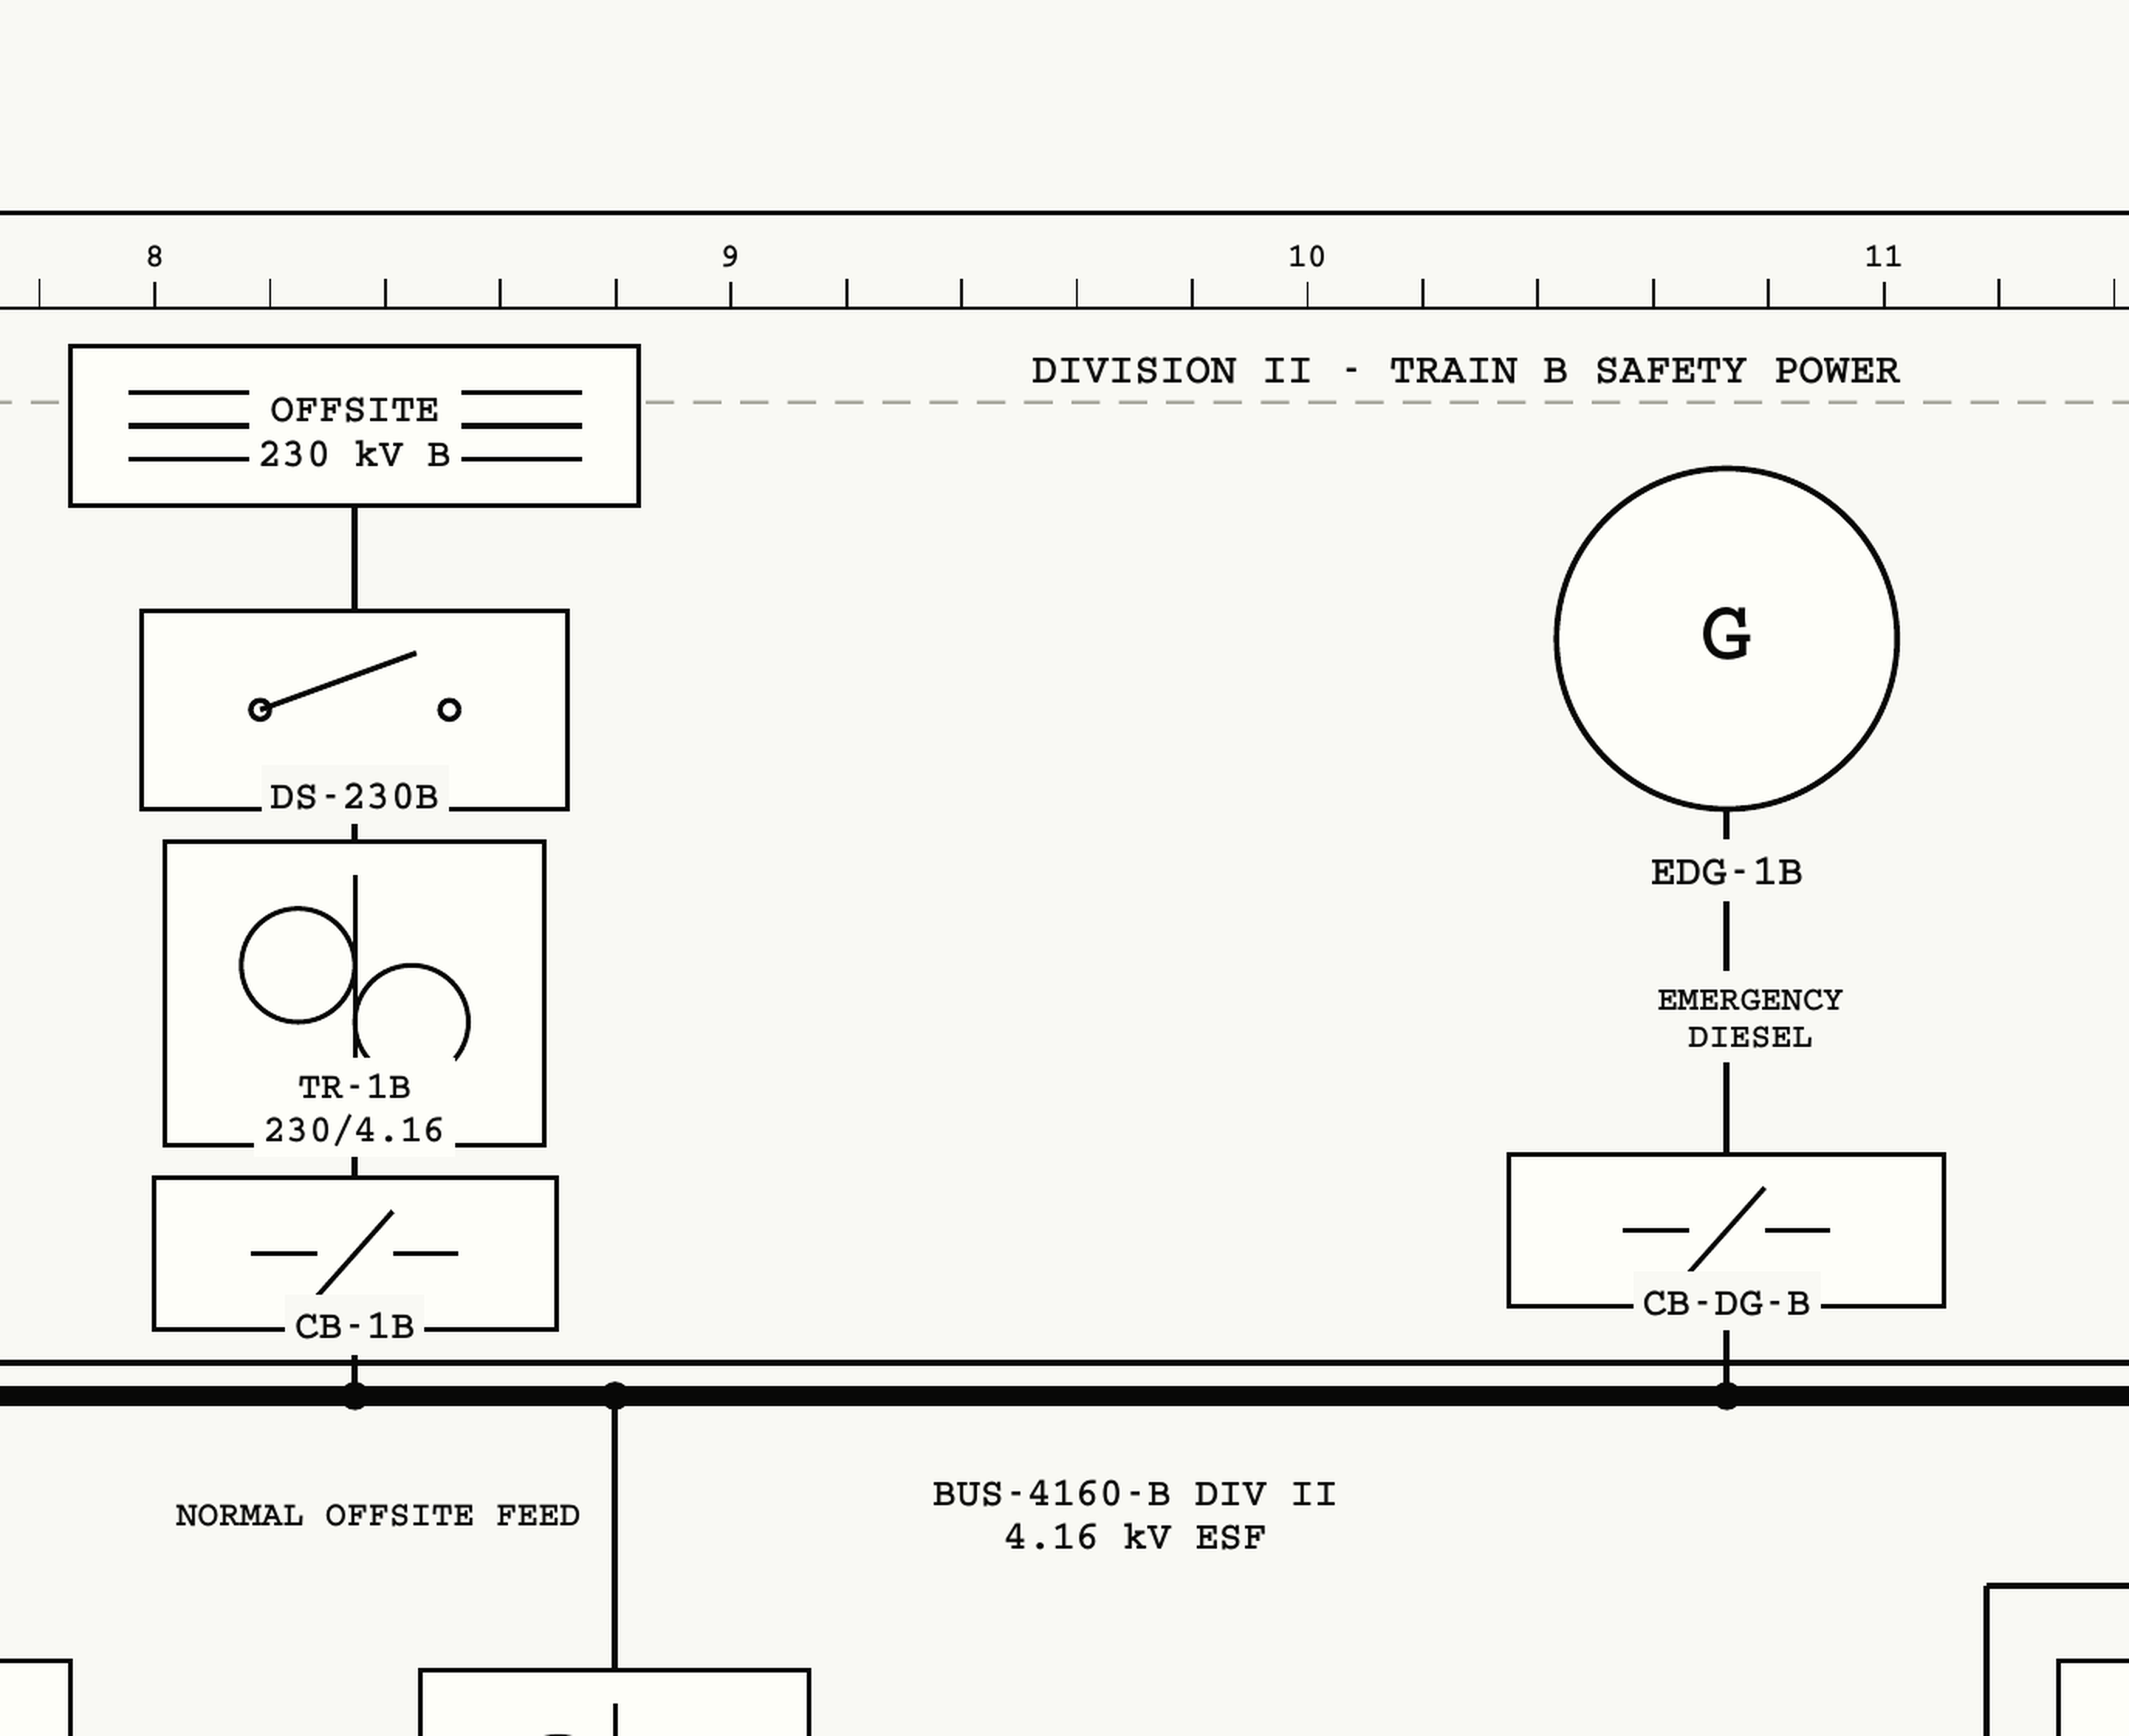 8
9
10
11
DIVISION II - TRAIN B SAFETY POWER
OFFSITE
230 kV B
G
DS-230B
EDG-1B
EMERGENCY
DIESEL
TR-1B
230/4.16
CB-DG-B
CB-1B
NORMAL OFFSITE FEED
BUS-4160-B DIV II
4.16 kV ESF